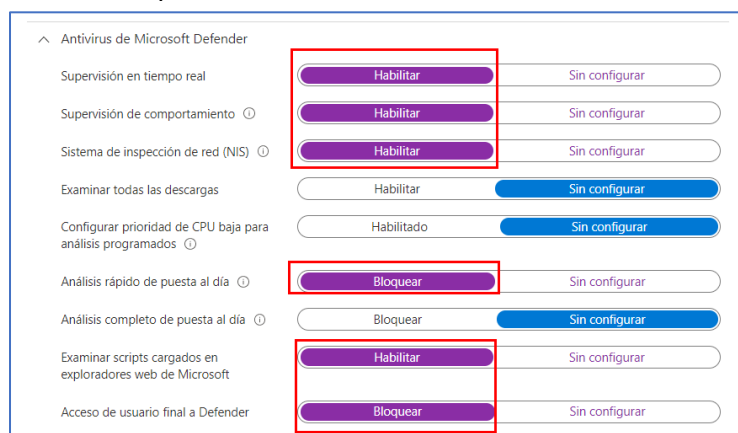 Antivirus de Microsoft Defender
Supervisión en tiempo real Habilitar Sin configurar
Supervisión de comportamiento Habilitar Sin configurar
Sistema de inspección de red (NIS) Habilitar Sin configurar
Examinar todas las descargas Habilitar Sin configurar
Configurar prioridad de CPU baja para Habilitado Sin configurar
análisis programados
Análisis rápido de puesta al día Bloquear Sin configurar
Análisis completo de puesta al día Bloquear Sin configurar
Examinar scripts cargados en Habilitar Sin configurar
exploradores web de Microsoft
Acceso de usuario final a Defender Bloquear Sin configurar